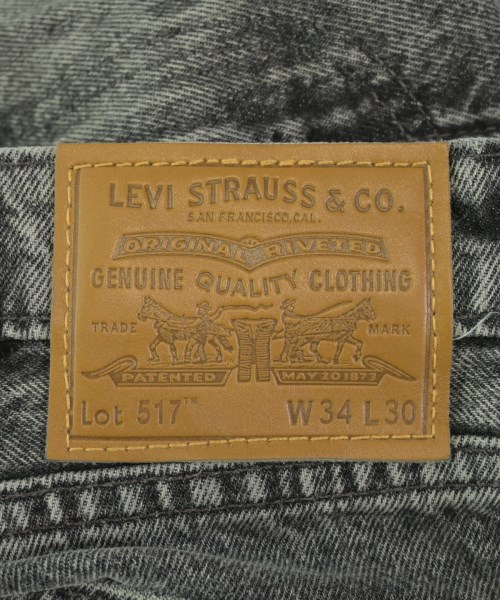 LEVI STRAUSS & CO.
SAN FRANCISCO, CAL.
ORIGINAL RIVETED
GENUINE QUALITY CLOTHING
TRADE MARK
PATENTED MAY 20 1873
Lot 517™ W 34 L 30